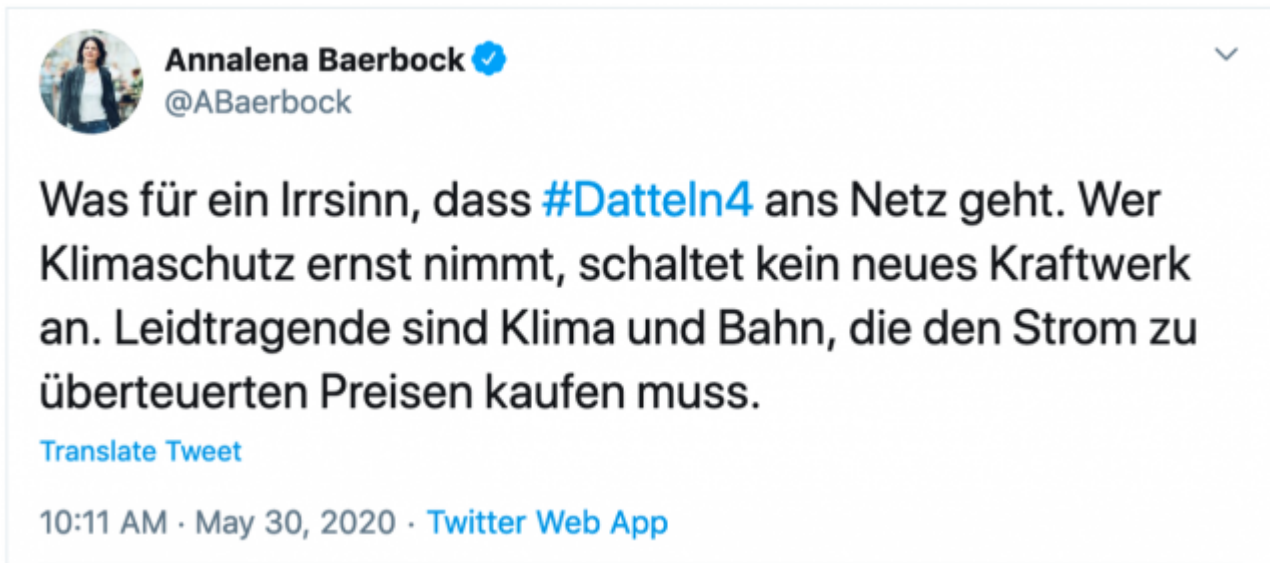 Annalena Baerbock
@ABaerbock
Was für ein Irrsinn, dass #Datteln4 ans Netz geht. Wer
Klimaschutz ernst nimmt, schaltet kein neues Kraftwerk
an. Leidtragende sind Klima und Bahn, die den Strom zu
überteuerten Preisen kaufen muss.
Translate Tweet
10:11 AM · May 30, 2020 · Twitter Web App